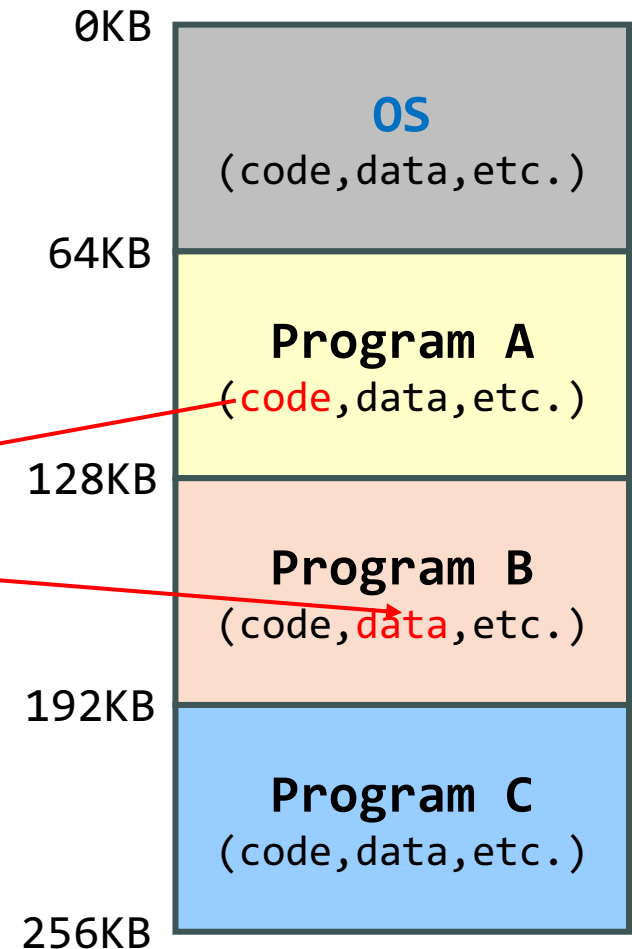 0KB
OS
(code,data,etc.)
64KB
Program A
(code,data,etc.)
128KB
Program B
(code,data,etc.)
192KB
Program C
(code,data,etc.)
256KB